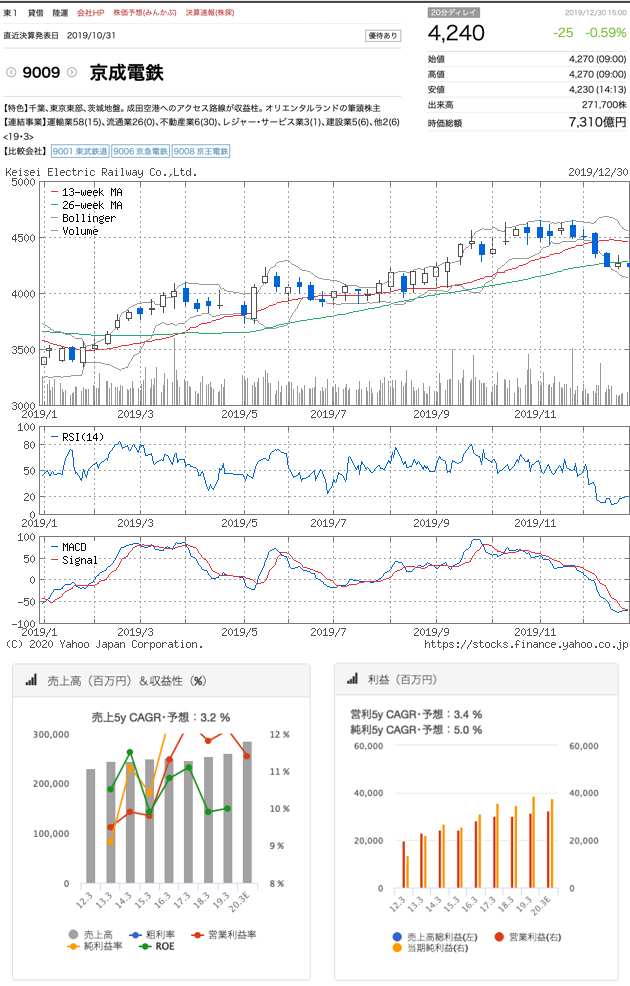 東１ 貸借 陸運 会社HP 株価予想(みんかぶ) 決算速報(株探)
直近決算発表日 2019/10/31 優待あり
9009 京成電鉄
【特色】千葉、東京東部、茨城地盤。成田空港へのアクセス路線が収益柱。オリエンタルランドの筆頭株主
【連結事業】運輸業58(15)、流通業26(0)、不動産業6(30)、レジャー・サービス業3(1)、建設業5(6)、他2(6)
<19・3>
【比較会社】 9001 東武鉄道 9006 京急電鉄 9008 京王電鉄
20分ディレイ 2019/12/30 15:00
4,240 -25 -0.59%
始値 4,270 (09:00)
高値 4,270 (09:00)
安値 4,230 (14:13)
出来高 271,700株
時価総額 7,310億円
Keisei Electric Railway Co.,Ltd. 2019/12/30
5000
4500
4000
3500
3000
13-week MA
26-week MA
Bollinger
Volume
2019/1 2019/3 2019/5 2019/7 2019/9 2019/11
100
80
50
20
0
RSI(14)
2019/1 2019/3 2019/5 2019/7 2019/9 2019/11
100
50
0
-50
-100
MACD
Signal
2019/1 2019/3 2019/5 2019/7 2019/9 2019/11
(C) 2020 Yahoo Japan Corporation. https://stocks.finance.yahoo.co.jp
売上高（百万円）＆収益性（%）
売上5y CAGR・予想：3.2 %
300,000
200,000
100,000
0
12 %
11 %
10 %
9 %
8 %
12.3 13.3 14.3 15.3 16.3 17.3 18.3 19.3 20.3E
売上高 粗利率 営業利益率
純利益率 ROE
利益（百万円）
営利5y CAGR・予想：3.4 %
純利5y CAGR・予想：5.0 %
60,000
40,000
20,000
0
60,000
40,000
20,000
0
12.3 13.3 14.3 15.3 16.3 17.3 18.3 19.3 20.3E
売上高総利益(左) 営業利益(右)
当期純利益(右)